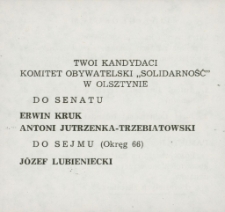 TWOI KANDYDACI
KOMITET OBYWATELSKI „SOLIDARNOŚĆ"
W OLSZTYNIE
DO SENATU
ERWIN KRUK
ANTONI JUTRZENKA-TRZEBIATOWSKI
DO SEJMU (Okręg 66)
JÓZEF LUBIENIECKI